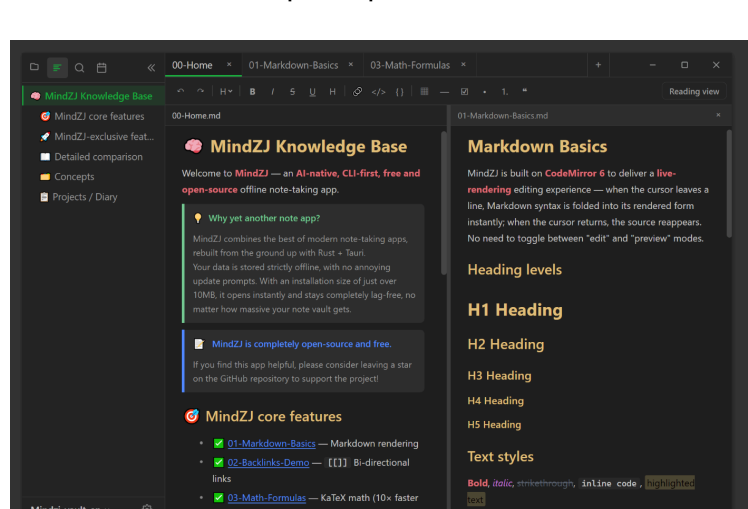 00-Home ×
01-Markdown-Basics ×
03-Math-Formulas ×
+
H
B I S U H </> {} 1. ❝
Reading view
MindZJ Knowledge Base
MindZJ core features
MindZJ-exclusive feat...
Detailed comparison
Concepts
Projects / Diary
00-Home.md
MindZJ Knowledge Base
Welcome to MindZJ — an AI-native, CLI-first, free and
open-source offline note-taking app.
Why yet another note app?
MindZJ combines the best of modern note-taking apps,
rebuilt from the ground up with Rust + Tauri.
Your data is stored strictly offline, with no annoying
update prompts. With an installation size of just over
10MB, it opens instantly and stays completely lag-free, no
matter how massive your note vault gets.
MindZJ is completely open-source and free.
If you find this app helpful, please consider leaving a star
on the GitHub repository to support the project!
MindZJ core features
• 01-Markdown-Basics — Markdown rendering
• 02-Backlinks-Demo — [[]] Bi-directional
links
• 03-Math-Formulas — KaTeX math (10× faster
01-Markdown-Basics.md ×
Markdown Basics
MindZJ is built on CodeMirror 6 to deliver a live-
rendering editing experience — when the cursor leaves a
line, Markdown syntax is folded into its rendered form
instantly; when the cursor returns, the source reappears.
No need to toggle between "edit" and "preview" modes.
Heading levels
H1 Heading
H2 Heading
H3 Heading
H4 Heading
H5 Heading
Text styles
Bold, italic, strikethrough, inline code, highlighted
text